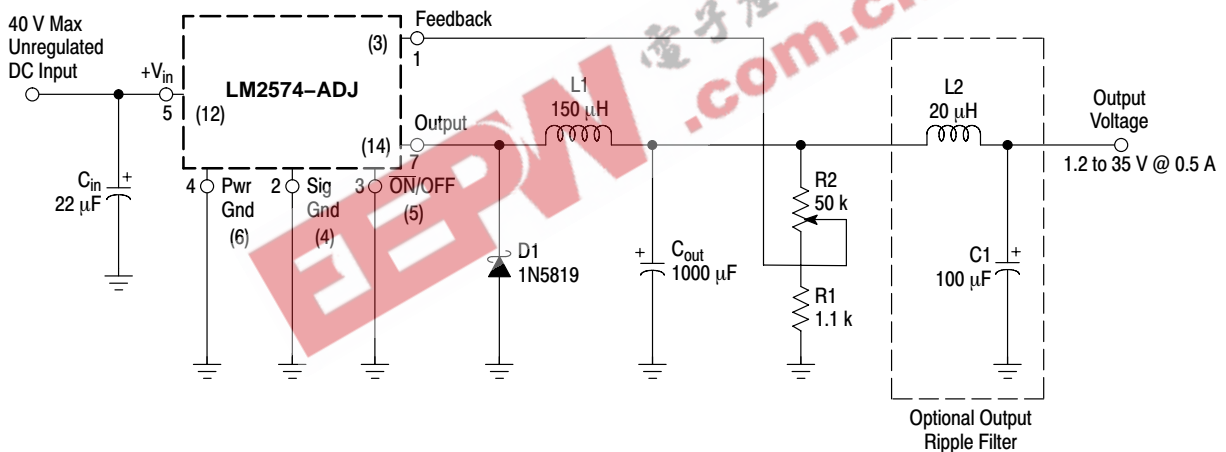 40 V Max
Unregulated
DC Input
+Vin
5
(12)
LM2574–ADJ
(3)
Feedback
1
(14)
Output
7
4
Pwr
Gnd
(6)
2
Sig
Gnd
(4)
3
ON/OFF
(5)
Cin
22 μF
+
L1
150 μH
D1
1N5819
+
Cout
1000 μF
R2
50 k
R1
1.1 k
L2
20 μH
+
C1
100 μF
Output
Voltage
1.2 to 35 V @ 0.5 A
Optional Output
Ripple Filter
EEPW
.com.c
電子產